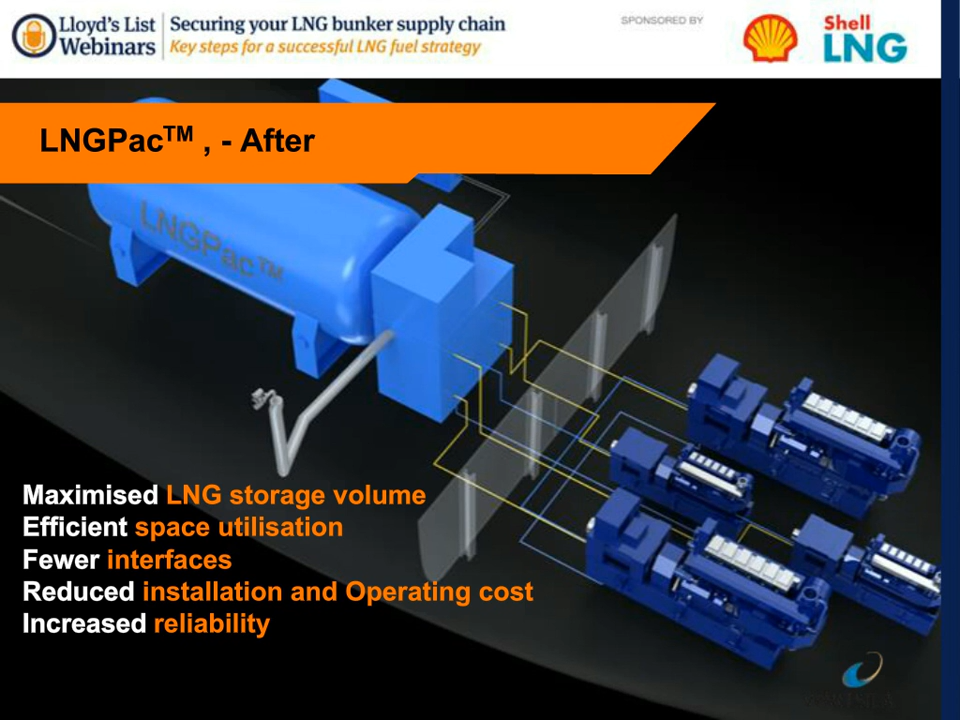 Lloyd's List
Webinars
Securing your LNG bunker supply chain
Key steps for a successful LNG fuel strategy
SPONSORED BY
Shell
LNG
LNGPac™ , - After
LNGPac™
Maximised LNG storage volume
Efficient space utilisation
Fewer interfaces
Reduced installation and Operating cost
Increased reliability